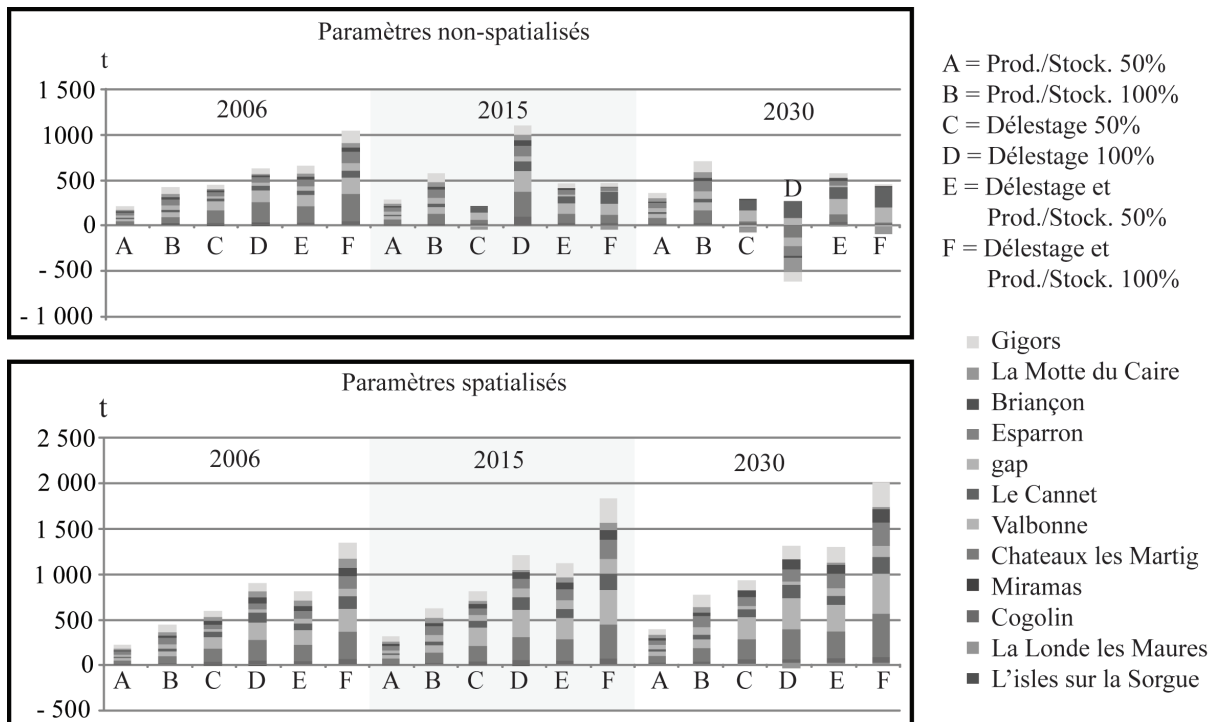 Paramètres non-spatialisés
t
1 500
1000
500
0
- 500
- 1 000
2006
2015
2030
A B C D E F
A B C D E F
A B C D E F
Paramètres spatialisés
t
2 500
2 000
1 500
1 000
500
0
- 500
2006
2015
2030
A B C D E F
A B C D E F
A B C D E F
A = Prod./Stock. 50%
B = Prod./Stock. 100%
C = Délestage 50%
D = Délestage 100%
E = Délestage et
Prod./Stock. 50%
F = Délestage et
Prod./Stock. 100%
Gigors
La Motte du Caire
Briançon
Esparron
gap
Le Cannet
Valbonne
Chateaux les Martig
Miramas
Cogolin
La Londe les Maures
L'isles sur la Sorgue